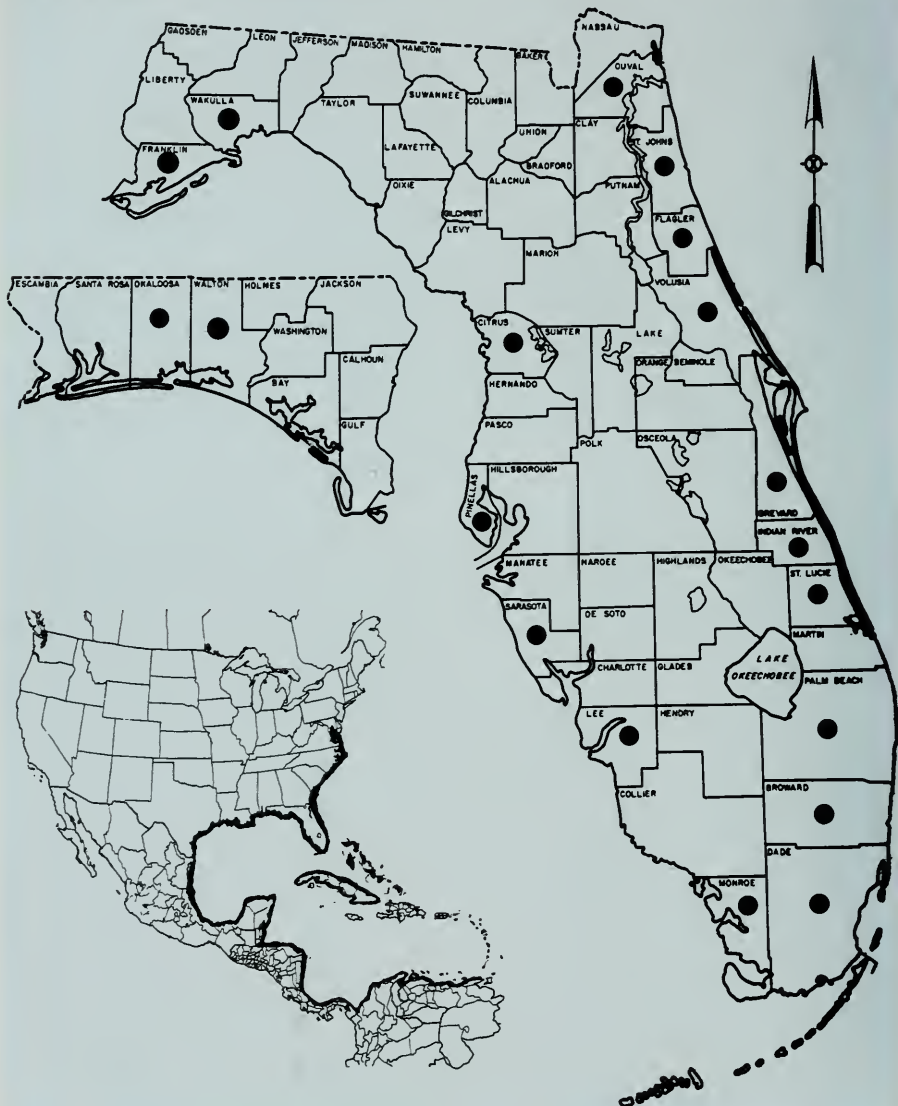 NASSAU
GADSDEN
LEON
JEFFERSON
MADISON
HAMILTON
BAKER
DUVAL
LIBERTY
WAKULLA
TAYLOR
SUWANNEE
COLUMBIA
UNION
CLAY
FRANKLIN
LAFAYETTE
BRADFORD
ST. JOHNS
DIXIE
ALACHUA
PUTNAM
GILCHRIST
FLAGLER
LEVY
MARION
VOLUSIA
ESCAMBIA
SANTA ROSA
OKALOOSA
WALTON
HOLMES
JACKSON
WASHINGTON
CALHOUN
BAY
GULF
CITRUS
SUMTER
LAKE
ORANGE
SEMINOLE
HERNANDO
PASCO
POLK
OSCEOLA
HILLSBOROUGH
PINELLAS
BREVARD
INDIAN RIVER
MANATEE
HARDEE
HIGHLANDS
OKEECHOBEE
ST. LUCIE
SARASOTA
DE SOTO
MARTIN
CHARLOTTE
GLADES
LAKE
OKEECHOBEE
PALM BEACH
LEE
HENDRY
COLLIER
BROWARD
DADE
MONROE